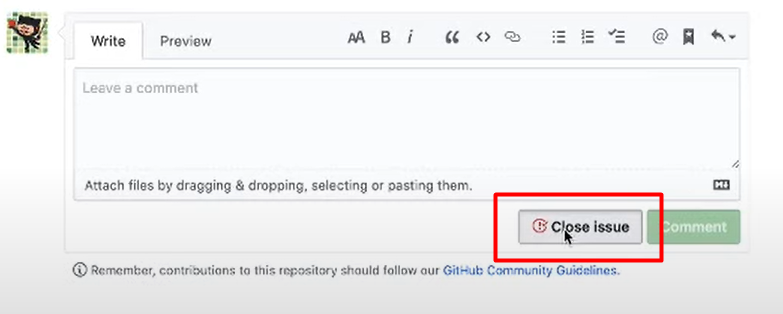 Write Preview AA B i
Leave a comment
Attach files by dragging & dropping, selecting or pasting them.
Close issue Comment
Remember, contributions to this repository should follow our GitHub Community Guidelines.